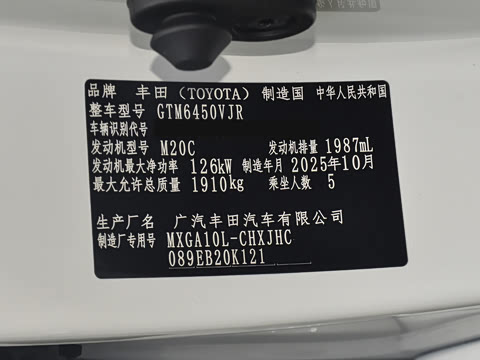 品牌 丰田（TOYOTA） 制造国 中华人民共和国
整车型号 GTM6450VJR
车辆识别代号
发动机型号 M20C 发动机排量 1987mL
发动机最大净功率 126kW 制造年月 2025年10月
最大允许总质量 1910kg 乘坐人数 5
生产厂名 广汽丰田汽车有限公司
制造厂专用号 MXGA10L-CHXJHC
089EB20K121